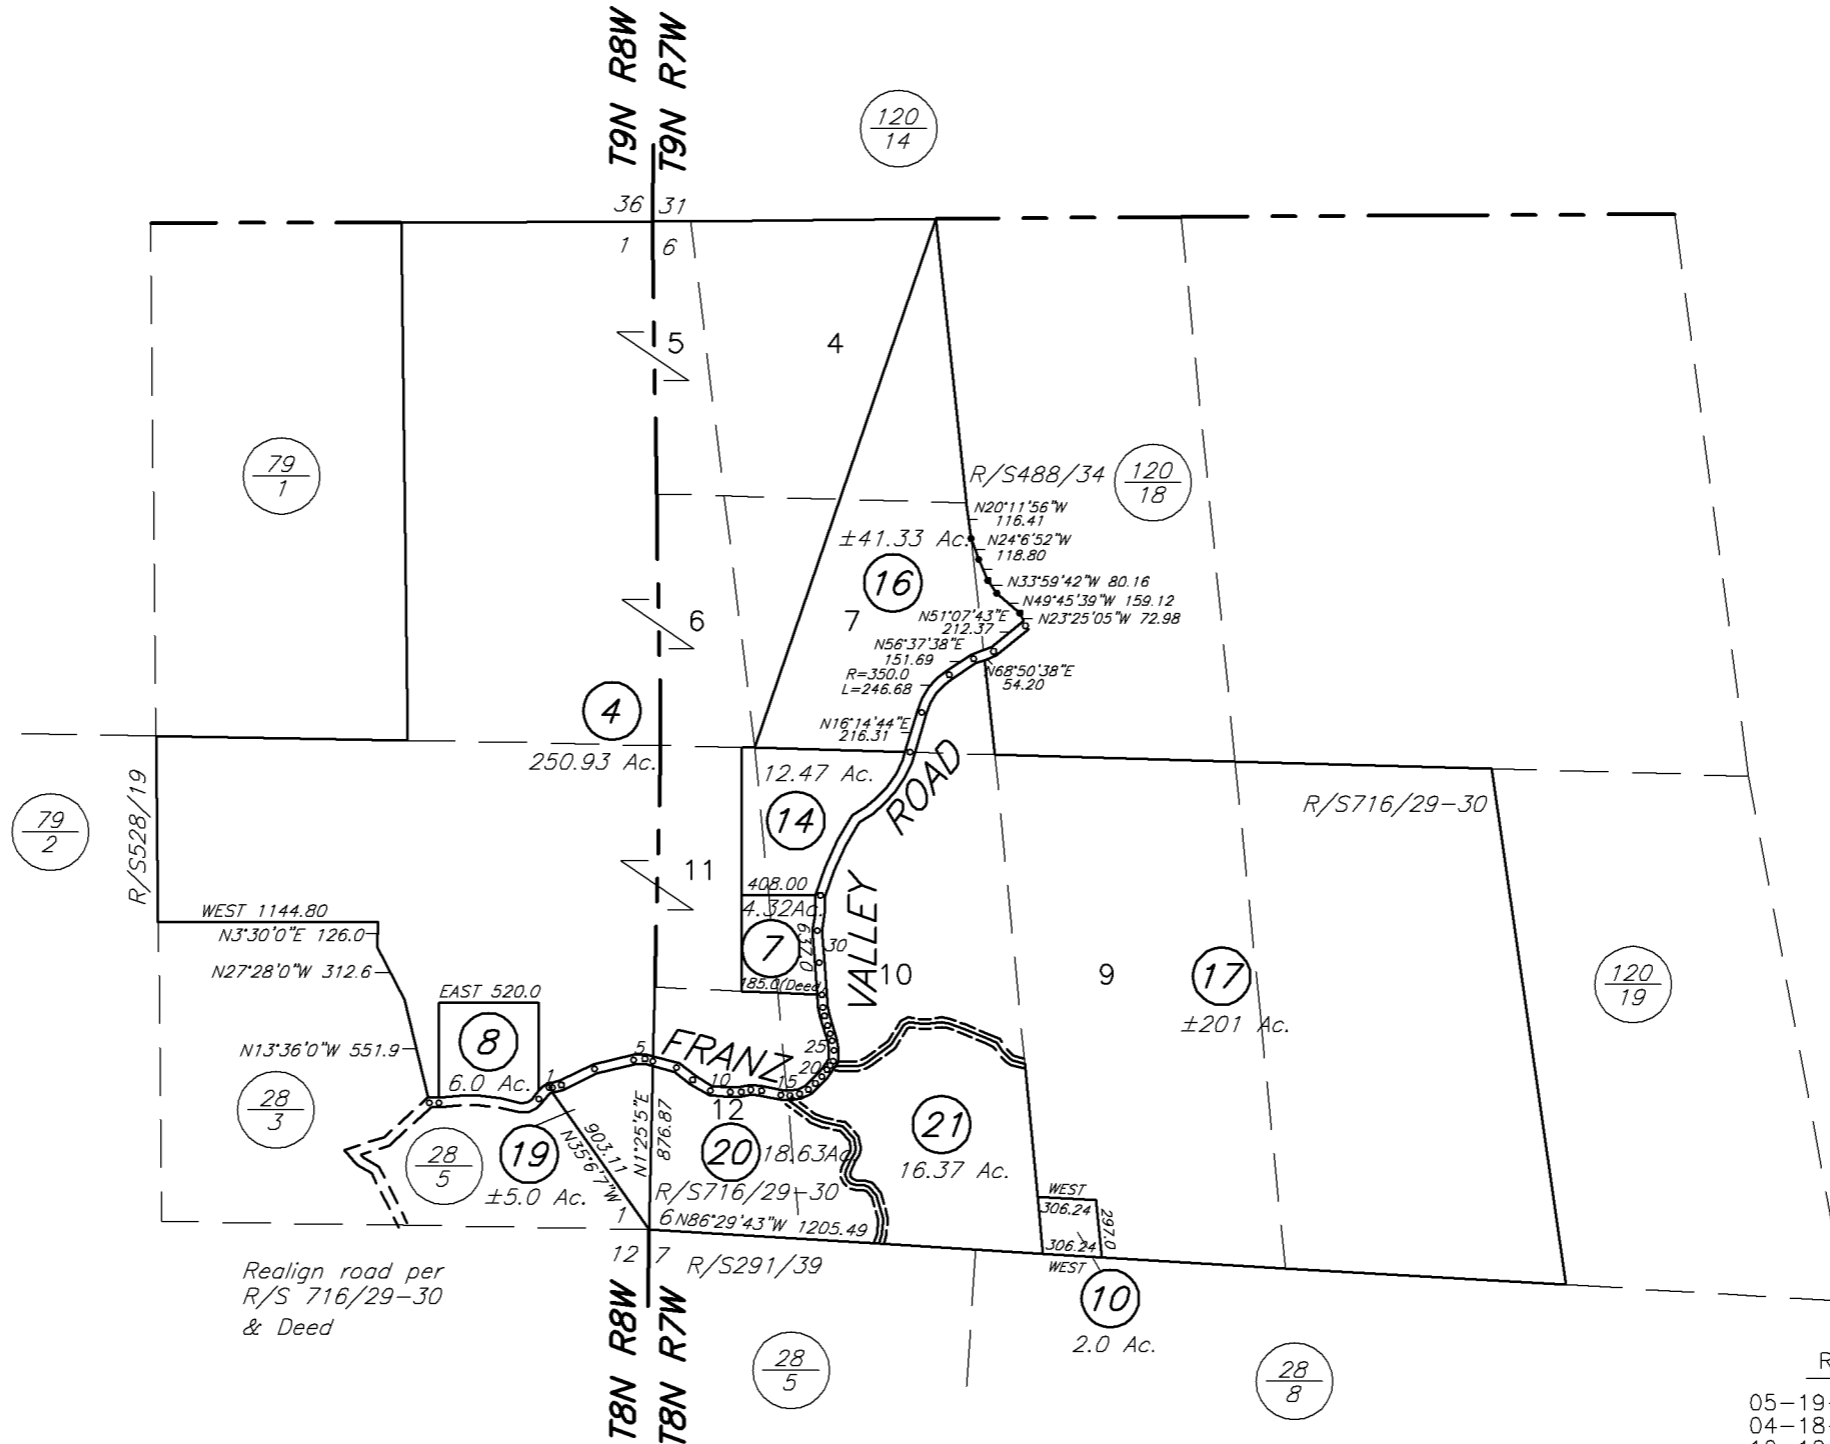 T9N R8W
T9N R7W
120
14
36
31
1
6
5
4
79
1
R/S488/34
120
18
N20°11'56"W
116.41
±41.33 Ac.
N24°6'52"W
118.80
16
N33°59'42"W 80.16
N49°45'39"W 159.12
N51°07'43"E
212.37
N23°25'05"W 72.98
6
7
N56°37'38"E
151.69
N68°50'38"E
54.20
R=350.0
L=246.68
4
N16°14'44"E
216.31
250.93 Ac.
12.47 Ac.
ROAD
R/S716/29-30
14
79
2
R/S528/19
11
408.00
4.32Ac.
VALLEY
WEST 1144.80
N3°30'0"E 126.0
7
637.0
30
10
9
17
120
19
N27°28'0"W 312.6
185.0(Deed)
EAST 520.0
±201 Ac.
8
N13°36'0"W 551.9
FRANZ
5
25
20
6.0 Ac.
1
10
15
28
3
12
N1°25'5"E
876.87
903.11
N35°6'7"W
28
5
19
20
18.63Ac.
21
16.37 Ac.
±5.0 Ac.
R/S716/29-30
WEST
306.24
297.0
1
6
N86°29'43"W 1205.49
306.24
WEST
12
7
R/S291/39
Realign road per
R/S 716/29-30
& Deed
10
2.0 Ac.
T8N R8W
T8N R7W
28
5
28
8
R
05-19-
04-18-